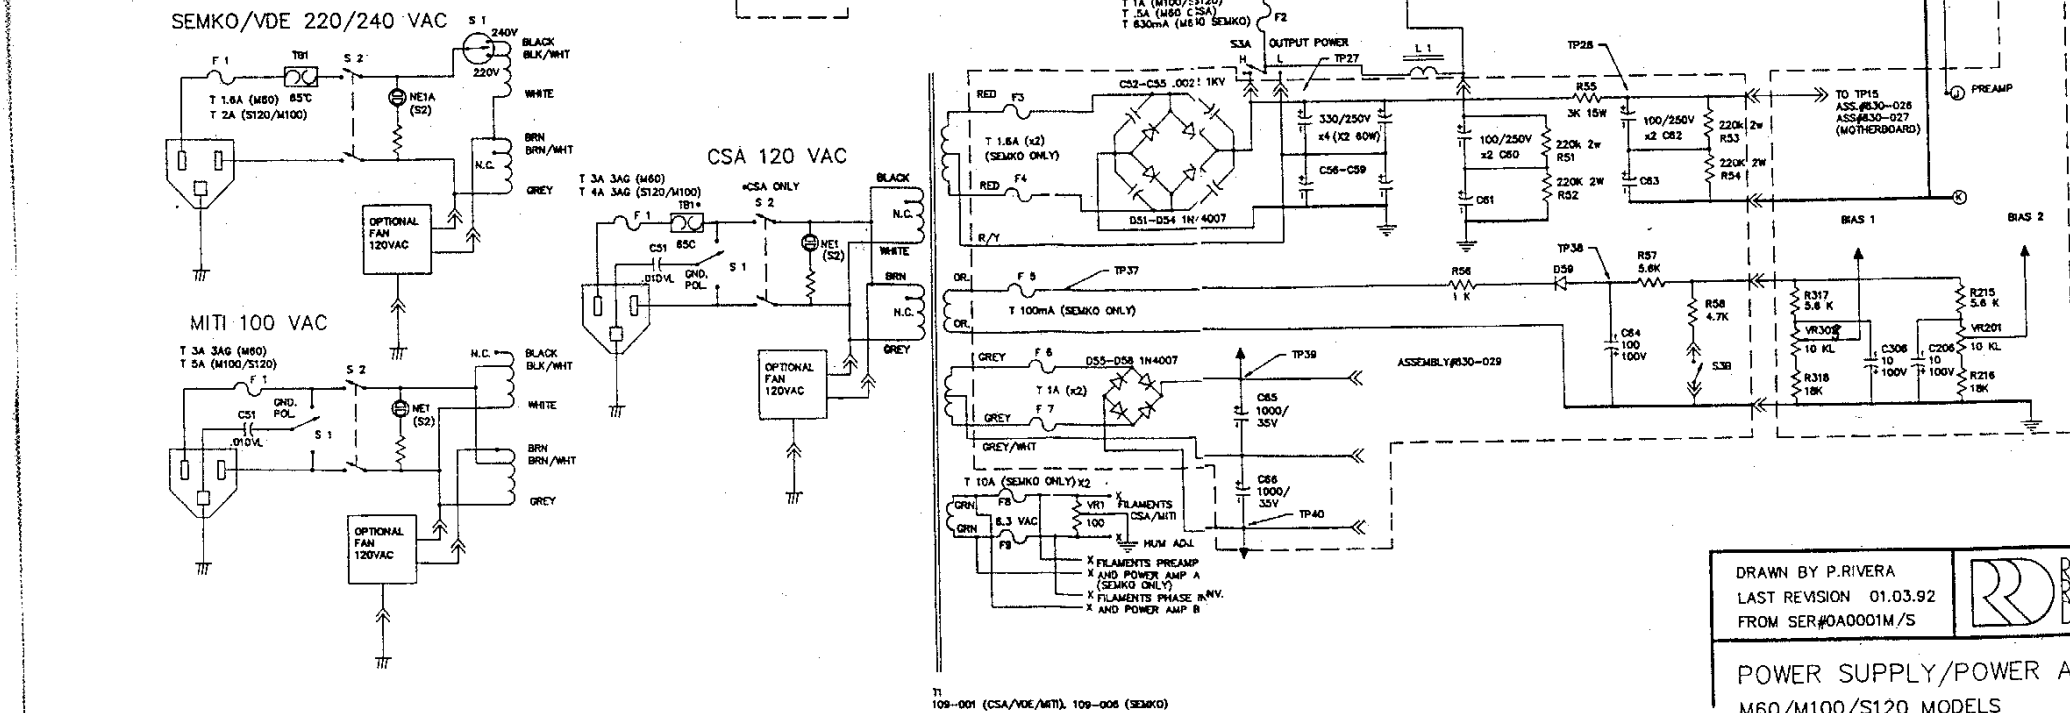 SEMKO/VDE 220/240 VAC
S 1
240V
BLACK
BLK/WHT
220V
WHITE
F 1
TB1
S 2
T 1.6A (M60)
T 2A (S120/M100)
85°C
NE1A
(S2)
BRN
BRN/WHT
N.C.
GREY
OPTIONAL
FAN
120VAC
MITI 100 VAC
T 3A 3AG (M60)
T 5A (M100/S120)
F 1
S 2
GND.
POL.
C51
.01DVL
S 1
NE1
(S2)
N.C.
BLACK
BLK/WHT
WHITE
BRN
BRN/WHT
GREY
OPTIONAL
FAN
120VAC
CSA 120 VAC
T 3A 3AG (M60)
T 4A 3AG (S120/M100)
*CSA ONLY
F 1
TB1*
S 2
65C
C51
.01DVL
GND.
POL.
S 1
NE1
(S2)
BLACK
N.C.
WHITE
BRN
N.C.
GREY
OPTIONAL
FAN
120VAC
T 1A (M100/S120)
T .5A (M60 CSA)
T 630mA (M610 SEMKO)
F2
S3A
OUTPUT POWER
H
L
TP27
L 1
TP28
RED
F3
C52-C55 .002; 1KV
T 1.6A (x2)
(SEMKO ONLY)
RED
F4
D51-D54 1N4007
R/Y
330/250V
x4 (X2 60W)
C56-C59
100/250V
x2 C60
C61
220k 2w
R51
220K 2W
R52
R55
3K 15W
100/250V
x2 C62
C63
220k 2w
R53
220K 2W
R54
TO TP15
ASS.#830-026
ASS#830-027
(MOTHERBOARD)
J
PREAMP
K
BIAS 1
BIAS 2
OR.
F 5
TP37
T 100mA (SEMKO ONLY)
OR.
R56
1 K
D59
TP38
R57
5.6K
R58
4.7K
S3B
C64
100
100V
R317
5.6 K
VR301
10 KL
R318
18K
C306
10
100V
C206
10
100V
R215
5.6 K
VR201
10 KL
R216
18K
ASSEMBLY#830-029
GREY
F 6
D55-D58 1N4007
T 1A (x2)
GREY
F 7
GREY/WHT
TP39
C65
1000/
35V
C66
1000/
35V
TP40
T 10A (SEMKO ONLY) X2
GRN
F8
GRN
6.3 VAC
F9
VR1
100
X FILAMENTS
CSA/MITI
X
HUM ADJ.
X FILAMENTS PREAMP
X AND POWER AMP A
(SEMKO ONLY)
X FILAMENTS PHASE INV.
X AND POWER AMP B
T1
109-001 (CSA/VDE/MITI), 109-006 (SEMKO)
DRAWN BY P.RIVERA
LAST REVISION 01.03.92
FROM SER#0A0001M/S
POWER SUPPLY/POWER A
M60/M100/S120 MODELS